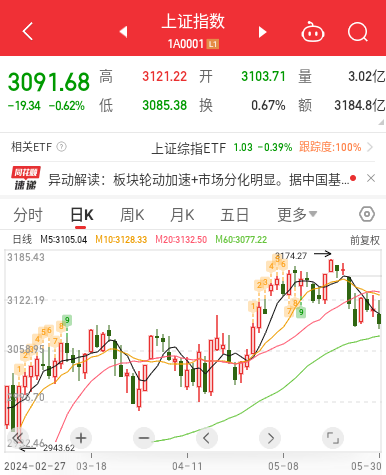 上证指数
1A0001 L1
3091.68 高 3121.22 开 3103.71 量 3.02亿
-19.34 -0.62% 低 3085.38 换 0.67% 额 3184.8亿
相关ETF ? 上证综指ETF 1.03 -0.39% 跟踪度:100%
同花顺 速递 异动解读：板块轮动加速+市场分化明显。据中国基...
分时 日K 周K 月K 五日 更多
日线 M5:3105.04 M10:3128.33 M20:3132.50 M60:3077.22 前复权
3185.43
3174.27
3122.19
3058.95
2943.62
2024-02-27 03-18 04-11 05-08 05-30